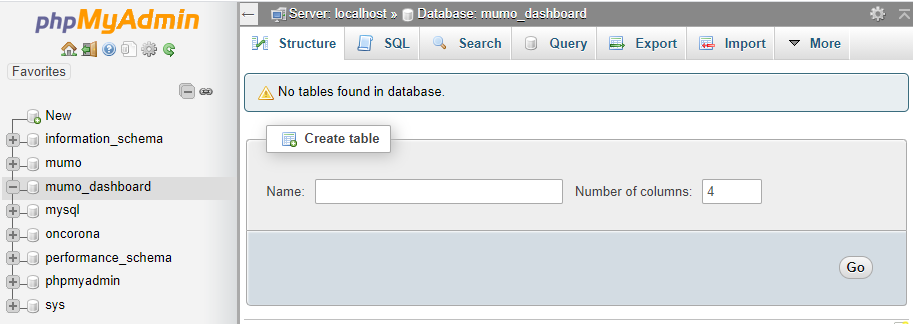 phpMyAdmin
Favorites
New
information_schema
mumo
mumo_dashboard
mysql
oncorona
performance_schema
phpmyadmin
sys
Server: localhost » Database: mumo_dashboard
Structure SQL Search Query Export Import More
No tables found in database.
Create table
Name: Number of columns: 4
Go